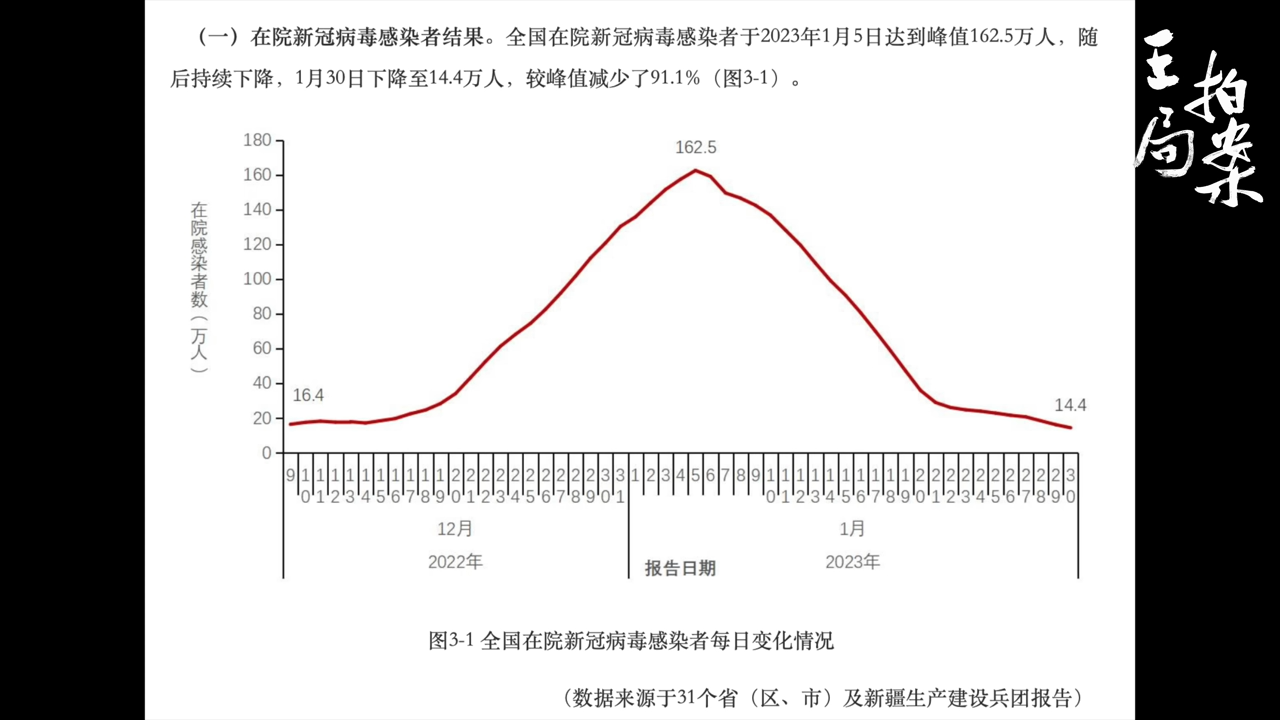 （一）在院新冠病毒感染者结果。全国在院新冠病毒感染者于2023年1月5日达到峰值162.5万人，随
后持续下降，1月30日下降至14.4万人，较峰值减少了91.1%（图3-1）。
王局拍案
在院感染者数（万人）
180
160
140
120
100
80
60
40
20
0
162.5
16.4
14.4
9 10 11 12 13 14 15 16 17 18 19 20 21 22 23 24 25 26 27 28 29 30 31 1 2 3 4 5 6 7 8 9 10 11 12 13 14 15 16 17 18 19 20 21 22 23 24 25 26 27 28 29 30
12月 1月
2022年 报告日期 2023年
图3-1 全国在院新冠病毒感染者每日变化情况
（数据来源于31个省（区、市）及新疆生产建设兵团报告）